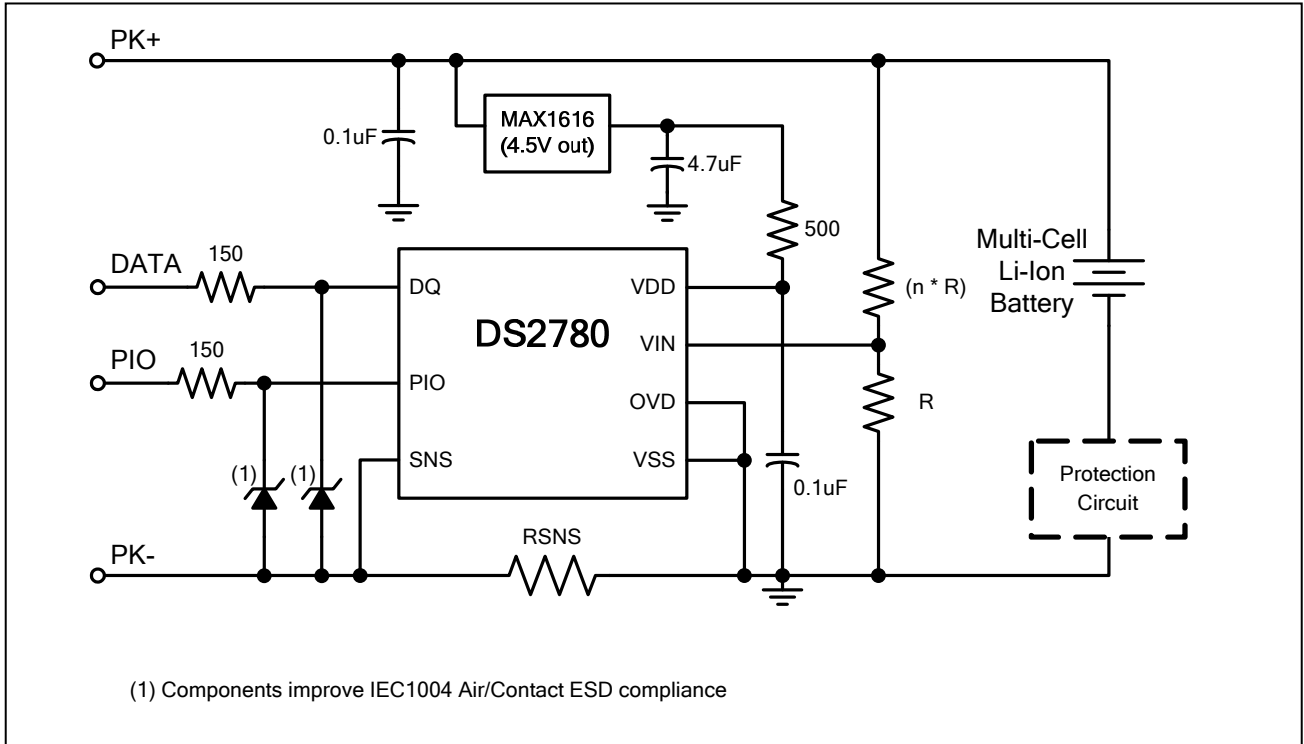 PK+
MAX1616
(4.5V out)
0.1uF
4.7uF
500
DATA
150
DQ
VDD
(n * R)
Multi-Cell
Li-Ion
Battery
DS2780
VIN
PIO
150
PIO
OVD
R
SNS
VSS
(1)
(1)
0.1uF
Protection
Circuit
RSNS
PK-
(1) Components improve IEC1004 Air/Contact ESD compliance